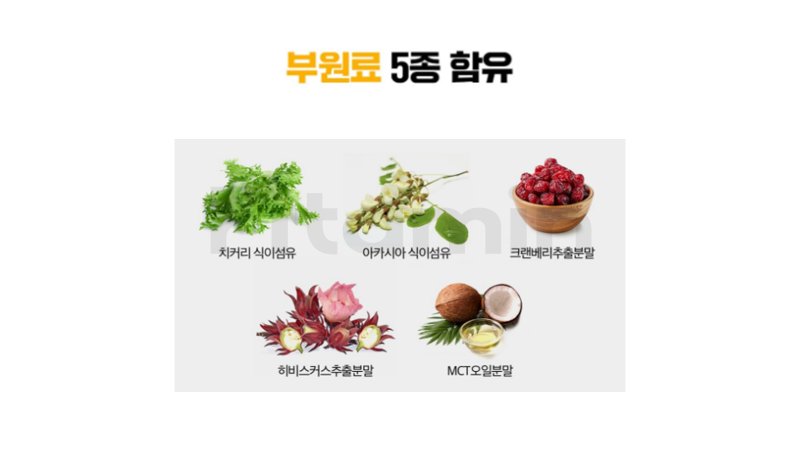 부원료 5종 함유
치커리 식이섬유
아카시아 식이섬유
크랜베리추출분말
히비스커스추출분말
MCT오일분말